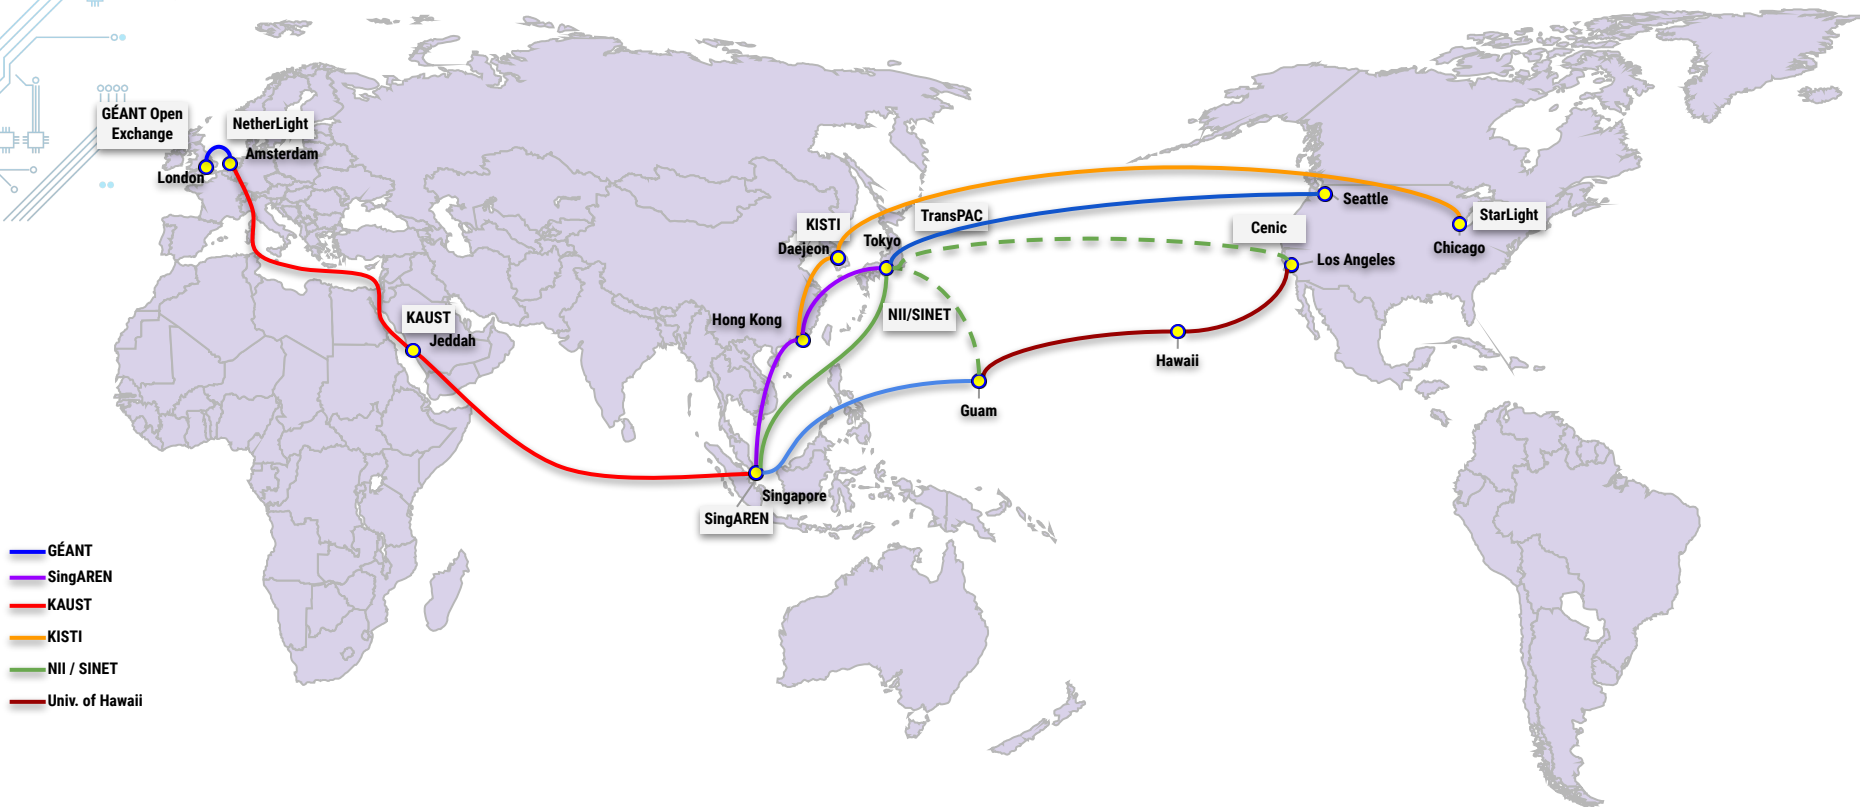 GÉANT Open
Exchange
NetherLight
Amsterdam
London
KISTI
Daejeon
Tokyo
TransPAC
Seattle
Cenic
StarLight
Chicago
Los Angeles
KAUST
Jeddah
Hong Kong
NII/SINET
Hawaii
Guam
Singapore
SingAREN
GÉANT
SingAREN
KAUST
KISTI
NII / SINET
Univ. of Hawaii